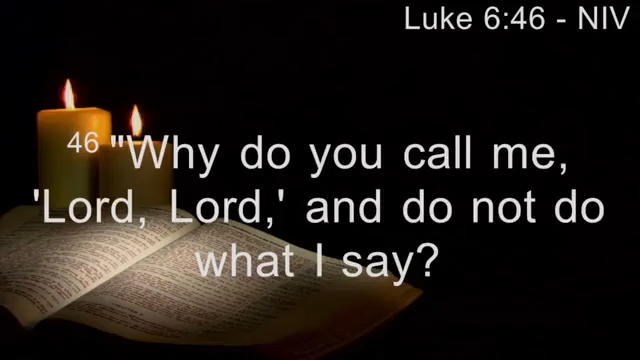 Luke 6:46 - NIV
46 "Why do you call me,
'Lord, Lord,' and do not do
what I say?